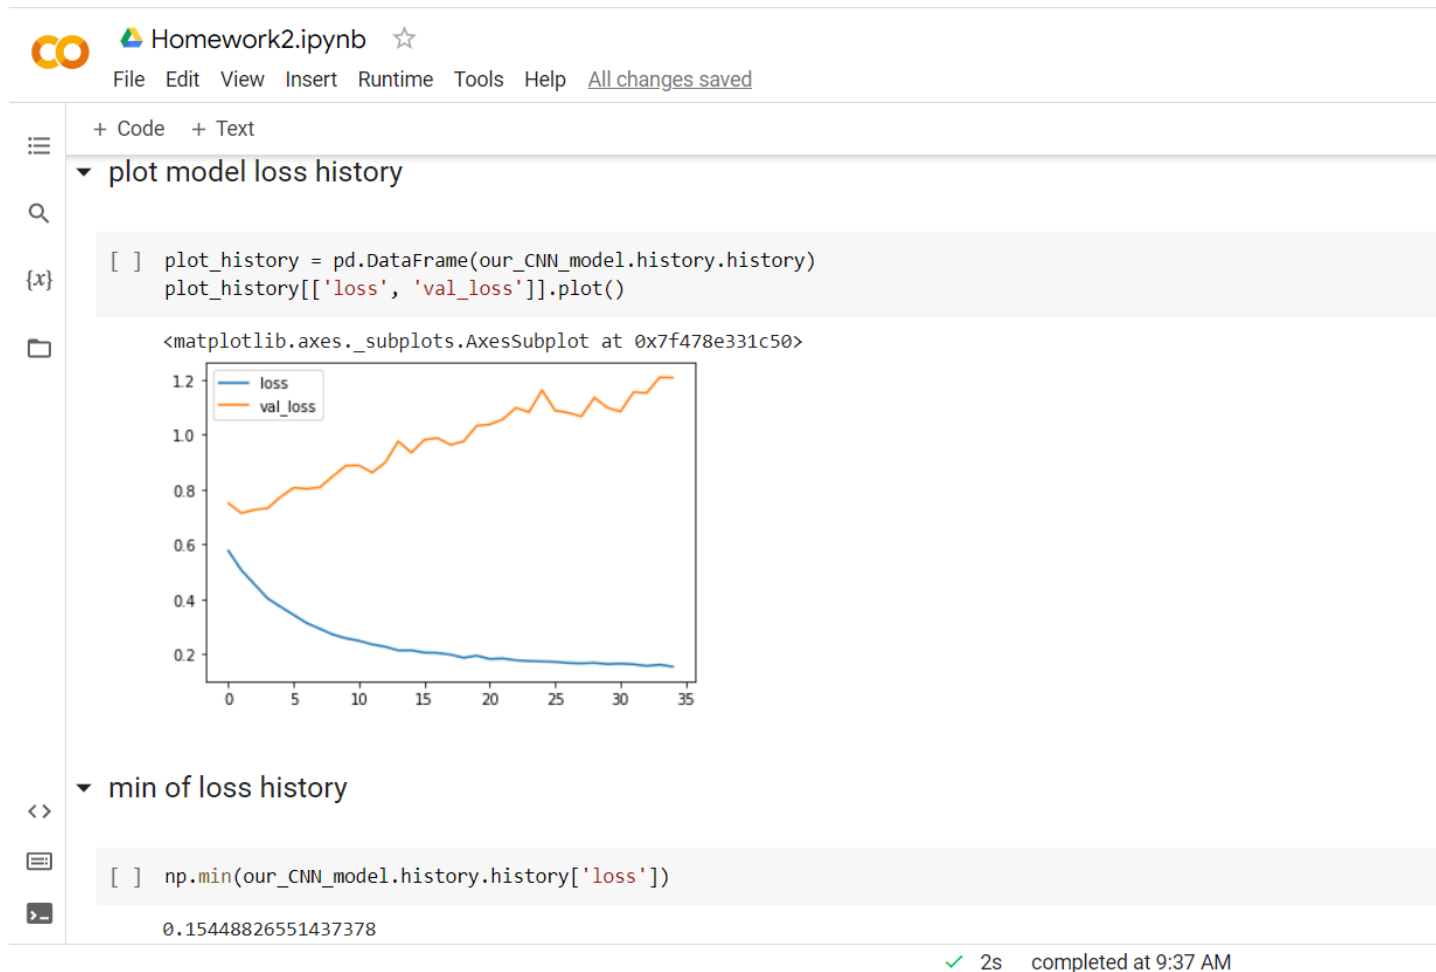 Homework2.ipynb
File Edit View Insert Runtime Tools Help All changes saved
+ Code + Text
plot model loss history
{x}
[ ] plot_history = pd.DataFrame(our_CNN_model.history.history)
plot_history[['loss', 'val_loss']].plot()
<matplotlib.axes._subplots.AxesSubplot at 0x7f478e331c50>
loss
val_loss
1.2
1.0
0.8
0.6
0.4
0.2
0 5 10 15 20 25 30 35
min of loss history
[ ] np.min(our_CNN_model.history.history['loss'])
0.15448826551437378
2s completed at 9:37 AM